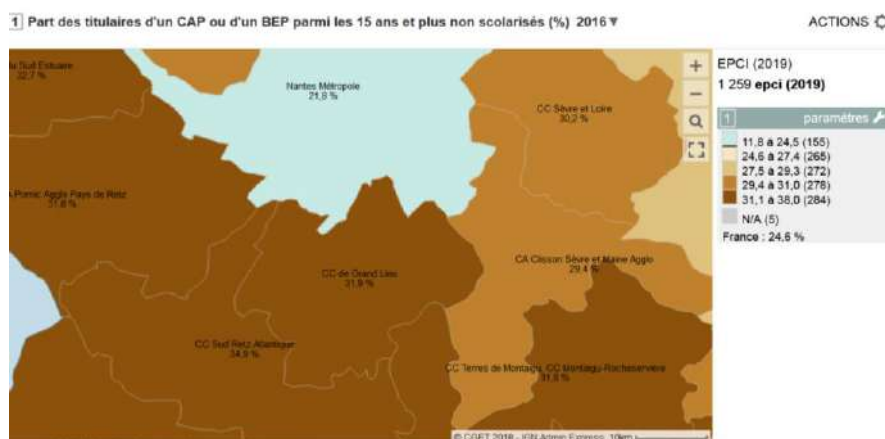 1 Part des titulaires d'un CAP ou d'un BEP parmi les 15 ans et plus non scolarisés (%) 2016 ▼
ACTIONS
du Sud Estuaire
32,7 %
Nantes Métropole
21,8 %
CC Sèvre et Loire
30,2 %
Pornic Agglo Pays de Retz
31,8 %
CC de Grand Lieu
31,9 %
CA Clisson Sèvre et Maine Agglo
29,4 %
CC Sud Retz Atlantique
34,9 %
CC Terres de Montaigu, CC Montaigu-Rocheservière
31,8 %
© CGET 2018 - IGN Admin Express
10km
+
−
EPCI (2019)
1 259 epci (2019)
1 paramètres
11,8 à 24,5 (155)
24,6 à 27,4 (265)
27,5 à 29,3 (272)
29,4 à 31,0 (278)
31,1 à 38,0 (284)
N/A (5)
France : 24,6 %